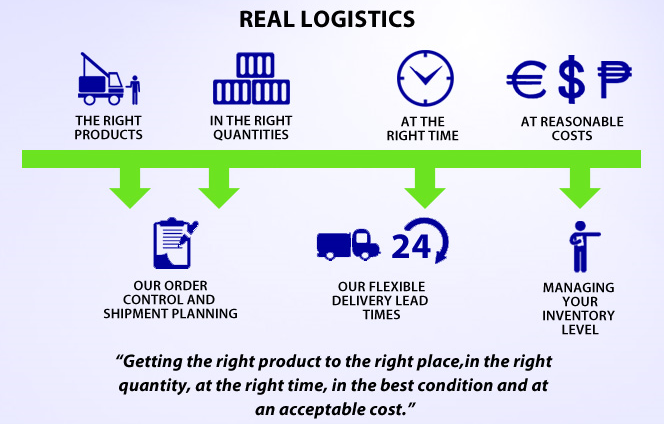 REAL LOGISTICS
€ $ ₱
THE RIGHT
PRODUCTS
IN THE RIGHT
QUANTITIES
AT THE
RIGHT TIME
AT REASONABLE
COSTS
24
OUR ORDER
CONTROL AND
SHIPMENT PLANNING
OUR FLEXIBLE
DELIVERY LEAD
TIMES
MANAGING
YOUR
INVENTORY
LEVEL
“Getting the right product to the right place,in the right
quantity, at the right time, in the best condition and at
an acceptable cost.”